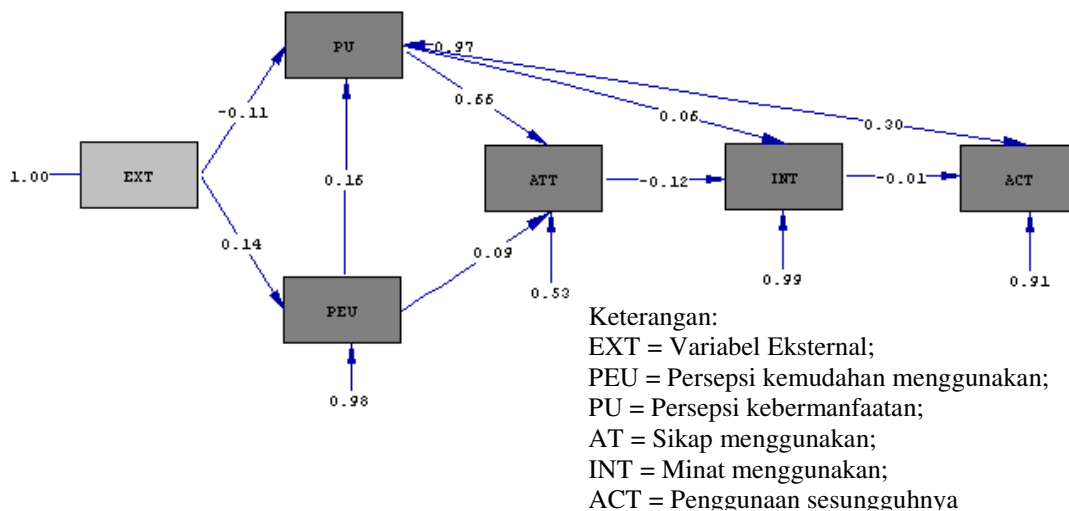 PU
0.97
0.66
0.06
0.30
-0.11
1.00
EXT
0.16
ATT
-0.12
INT
-0.01
ACT
0.14
0.09
PEU
0.53
0.99
0.91
0.98
Keterangan:
EXT = Variabel Eksternal;
PEU = Persepsi kemudahan menggunakan;
PU = Persepsi kebermanfaatan;
AT = Sikap menggunakan;
INT = Minat menggunakan;
ACT = Penggunaan sesungguhnya